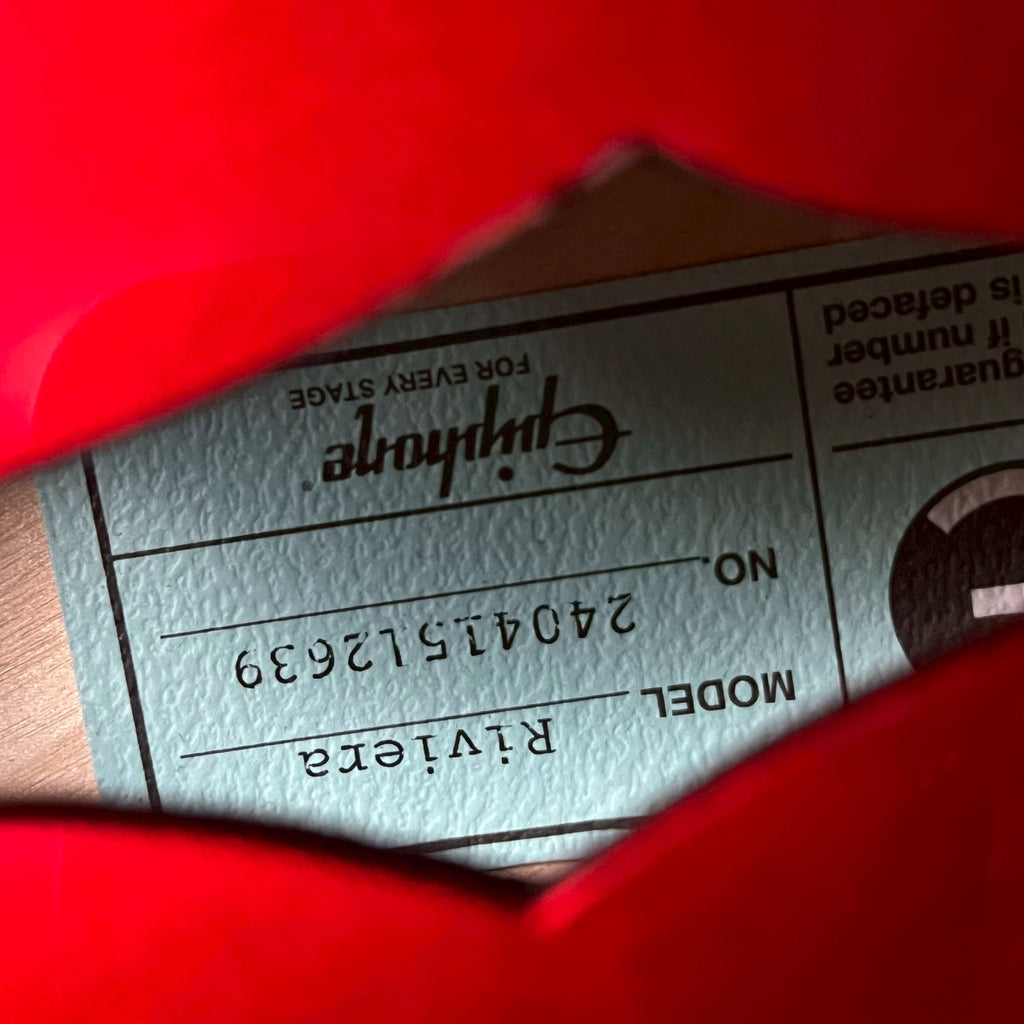 MODEL Riviera
NO. 24041512639
Epiphone®
FOR EVERY STAGE
guarantee
if number
is defaced